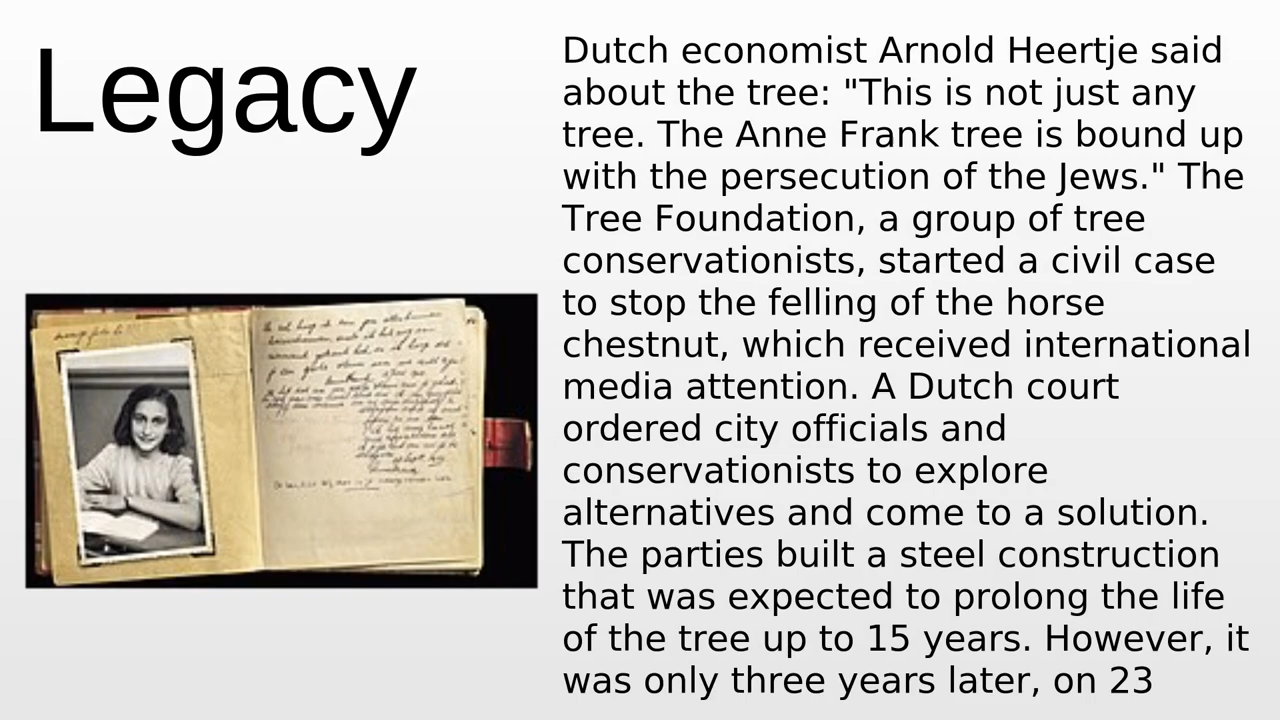 Legacy
Dutch economist Arnold Heertje said
about the tree: "This is not just any
tree. The Anne Frank tree is bound up
with the persecution of the Jews." The
Tree Foundation, a group of tree
conservationists, started a civil case
to stop the felling of the horse
chestnut, which received international
media attention. A Dutch court
ordered city officials and
conservationists to explore
alternatives and come to a solution.
The parties built a steel construction
that was expected to prolong the life
of the tree up to 15 years. However, it
was only three years later, on 23